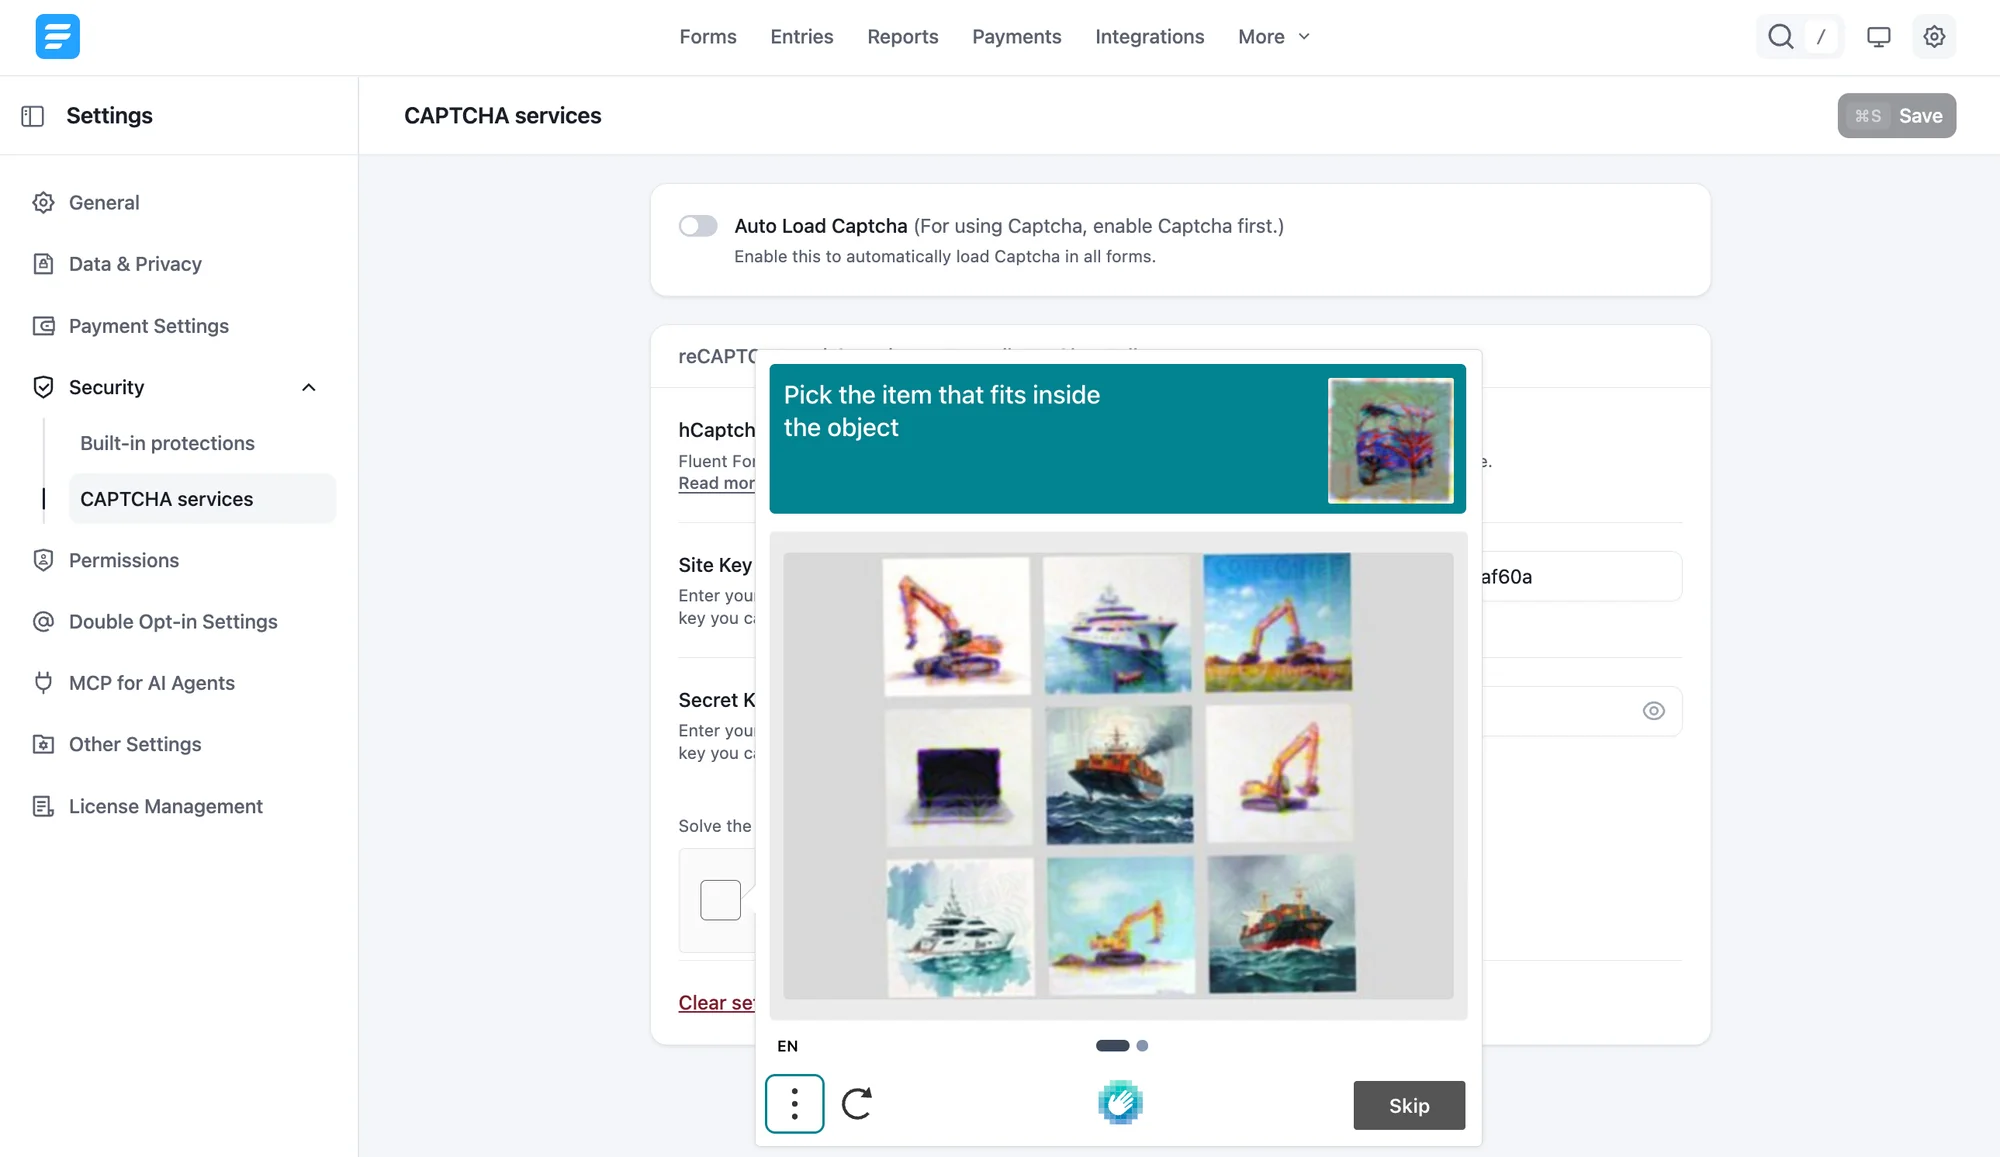 Forms Entries Reports Payments Integrations More /
Settings
CAPTCHA services
⌘S Save
General
Data & Privacy
Payment Settings
Security
Built-in protections
CAPTCHA services
Permissions
Double Opt-in Settings
MCP for AI Agents
Other Settings
License Management
Auto Load Captcha (For using Captcha, enable Captcha first.)
Enable this to automatically load Captcha in all forms.
reCAPTC
hCaptch
Fluent For
e.
Read mor
Site Key
Enter you
key you ca
af60a
Secret K
Enter you
key you ca
Solve the
Clear se
Pick the item that fits inside
the object
EN
Skip